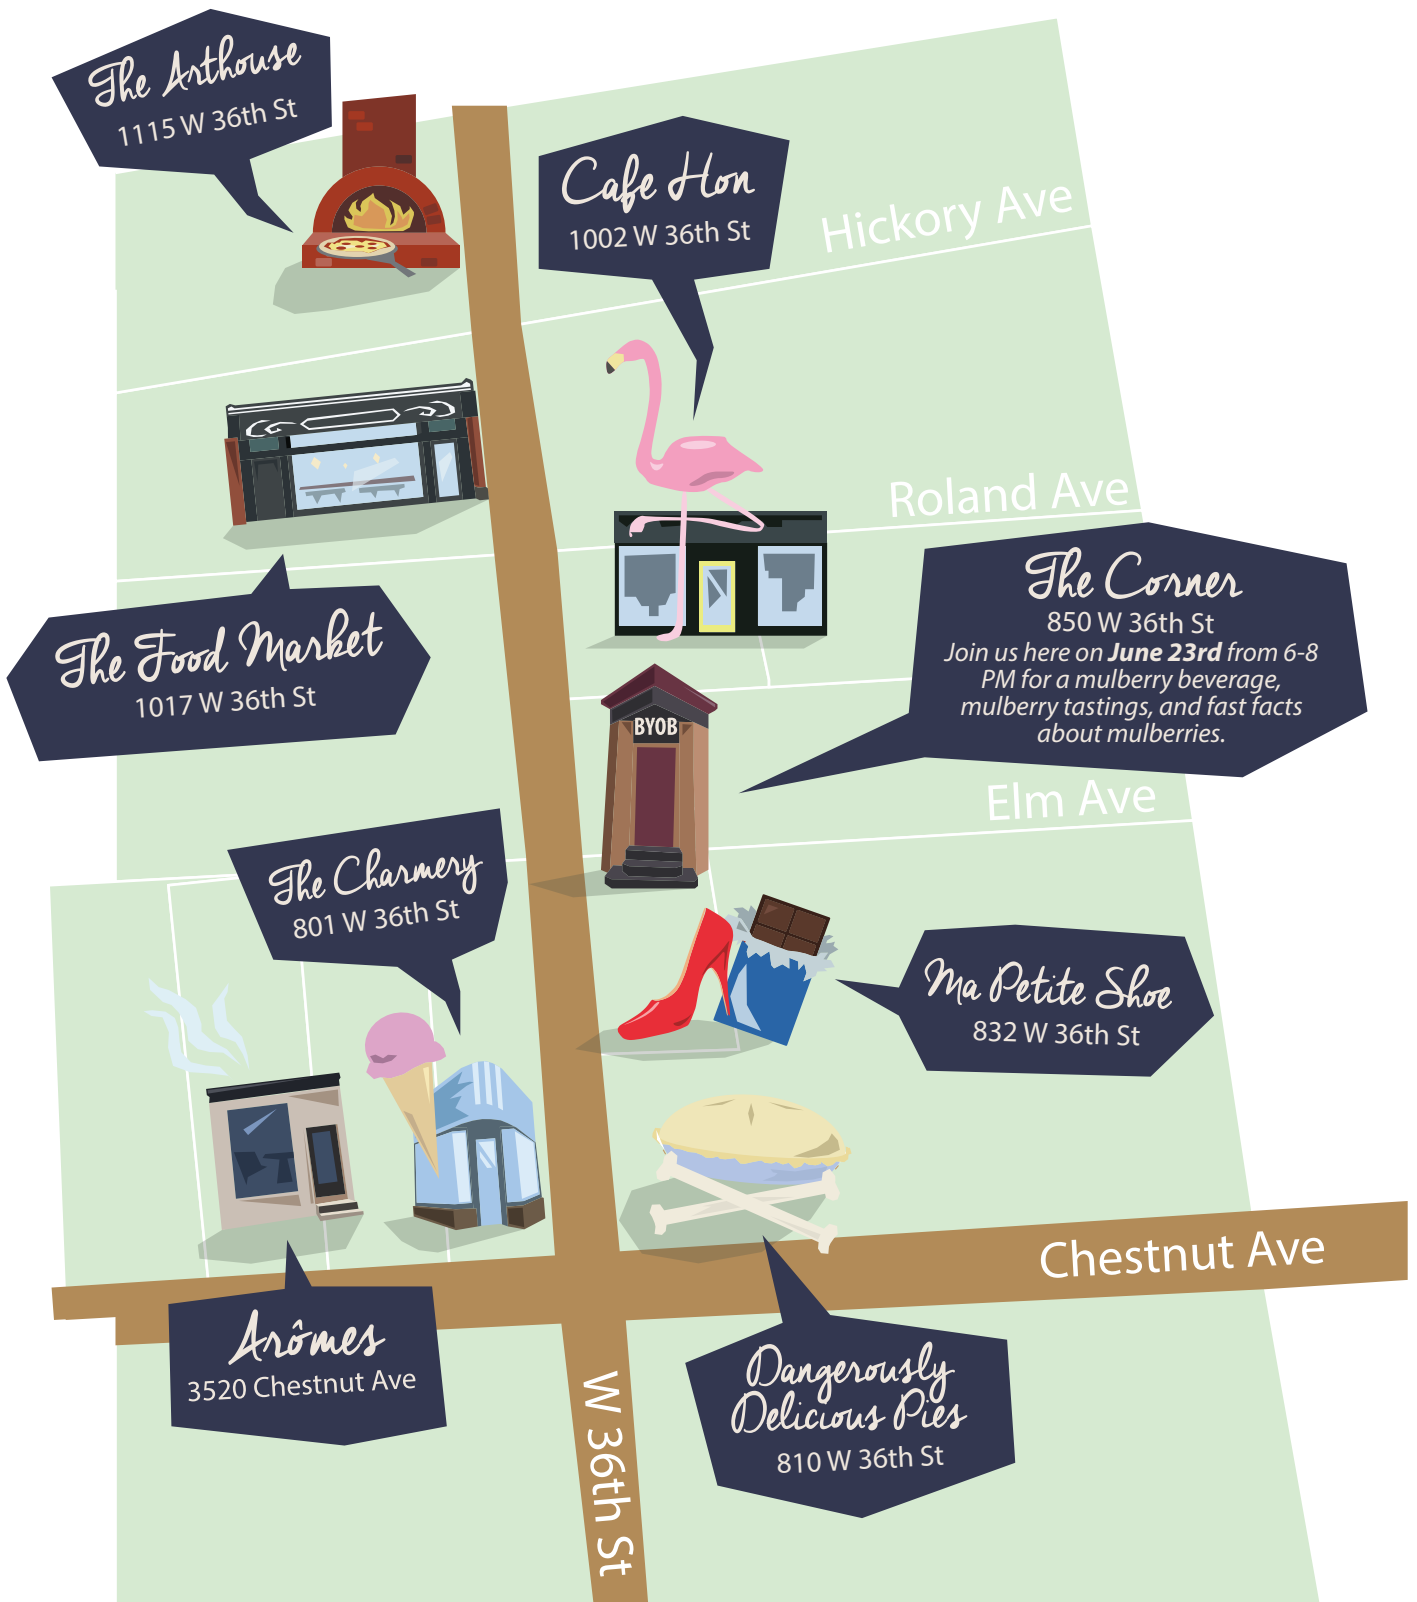 The Arthouse
1115 W 36th St
Cafe Hon
1002 W 36th St
Hickory Ave
Roland Ave
The Corner
850 W 36th St
Join us here on June 23rd from 6-8
PM for a mulberry beverage,
mulberry tastings, and fast facts
about mulberries.
The Food Market
1017 W 36th St
BYOB
Elm Ave
The Charmery
801 W 36th St
Ma Petite Shoe
832 W 36th St
Chestnut Ave
Arômes
3520 Chestnut Ave
Dangerously
Delicious Pies
810 W 36th St
W 36th St